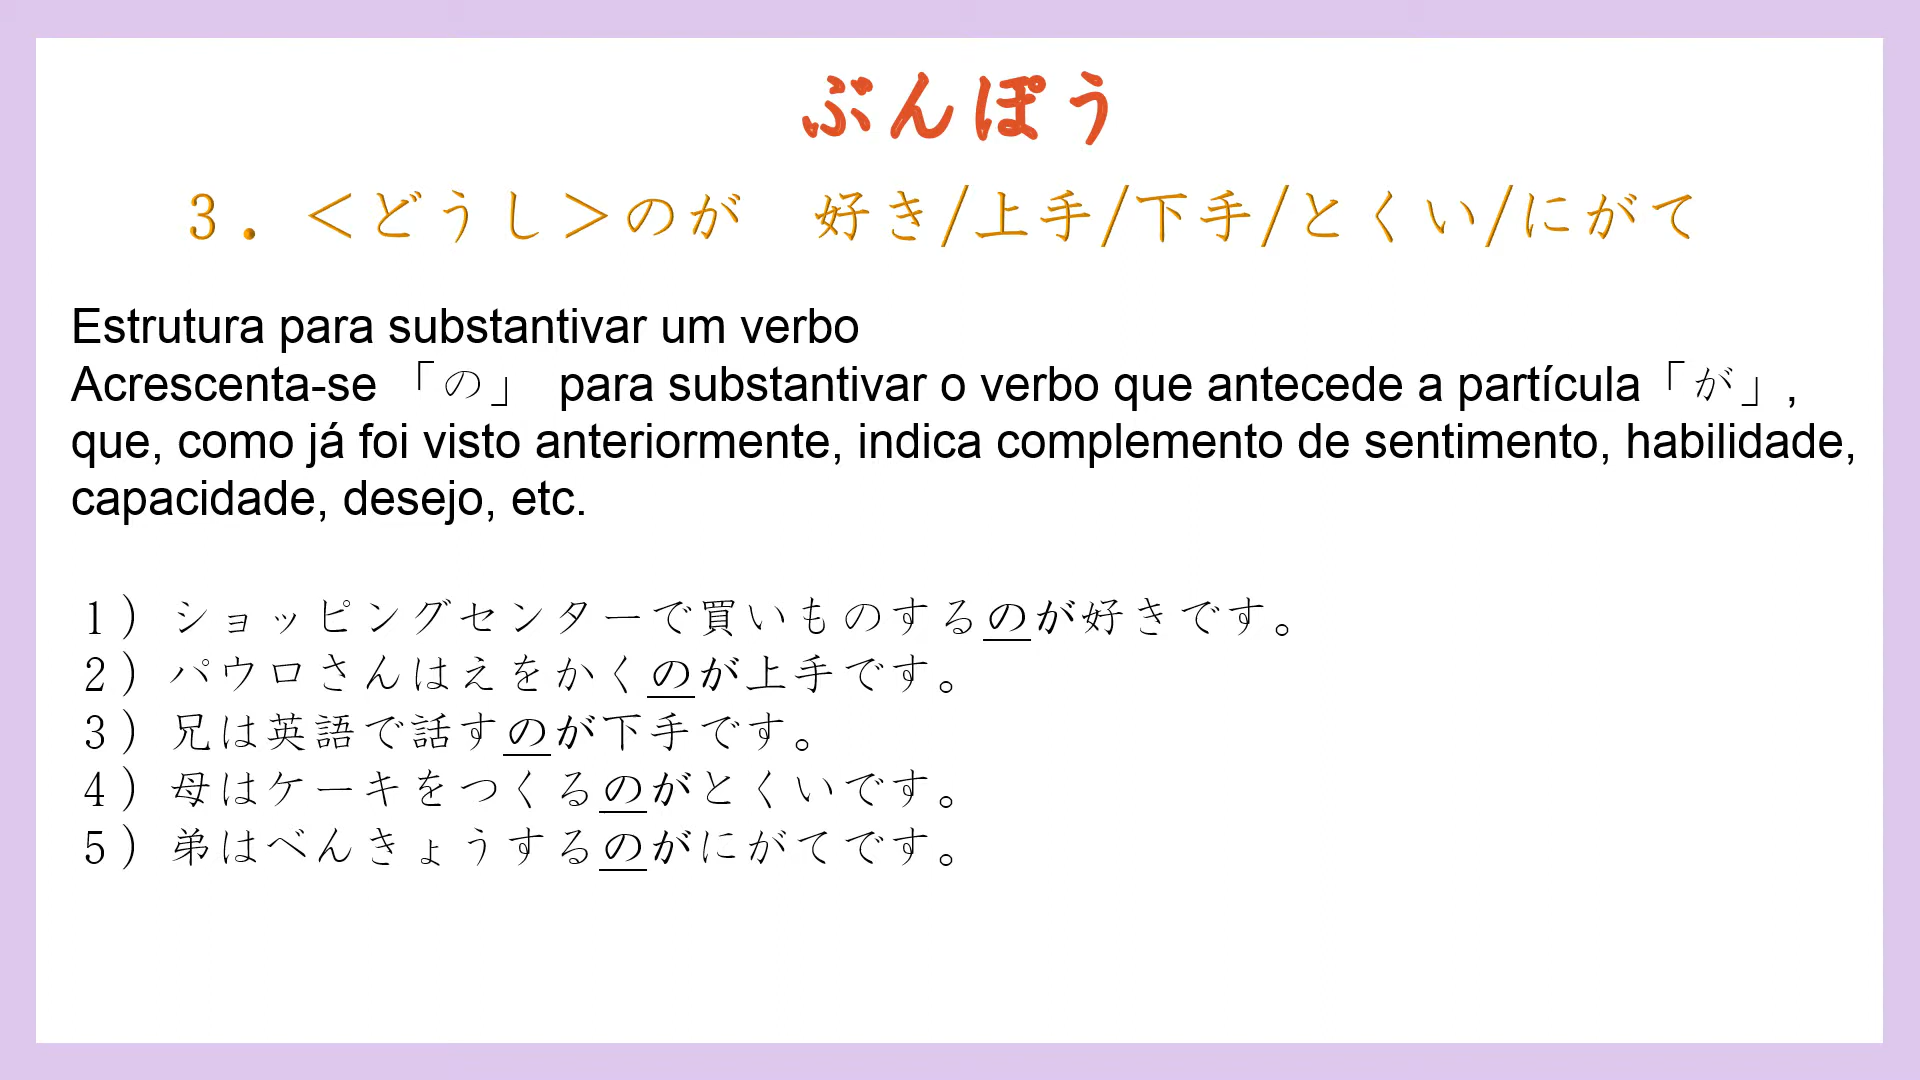 ぶんぽう
３．＜どうし＞のが　好き/上手/下手/とくい/にがて
Estrutura para substantivar um verbo
Acrescenta-se 「の」 para substantivar o verbo que antecede a partícula「が」,
que, como já foi visto anteriormente, indica complemento de sentimento, habilidade,
capacidade, desejo, etc.
１）ショッピングセンターで買いものするのが好きです。
２）パウロさんはえをかくのが上手です。
３）兄は英語で話すのが下手です。
４）母はケーキをつくるのがとくいです。
５）弟はべんきょうするのがにがてです。